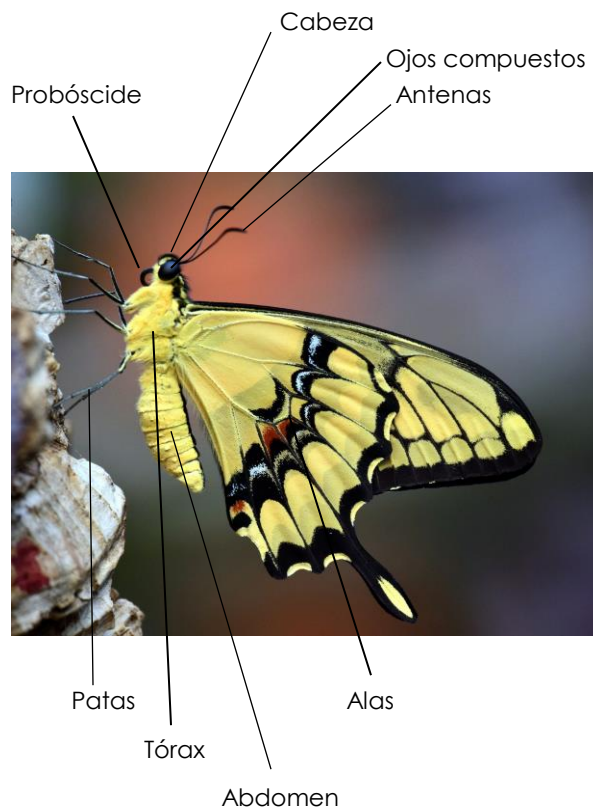 Cabeza
Ojos compuestos
Probóscide
Antenas
Patas
Alas
Tórax
Abdomen